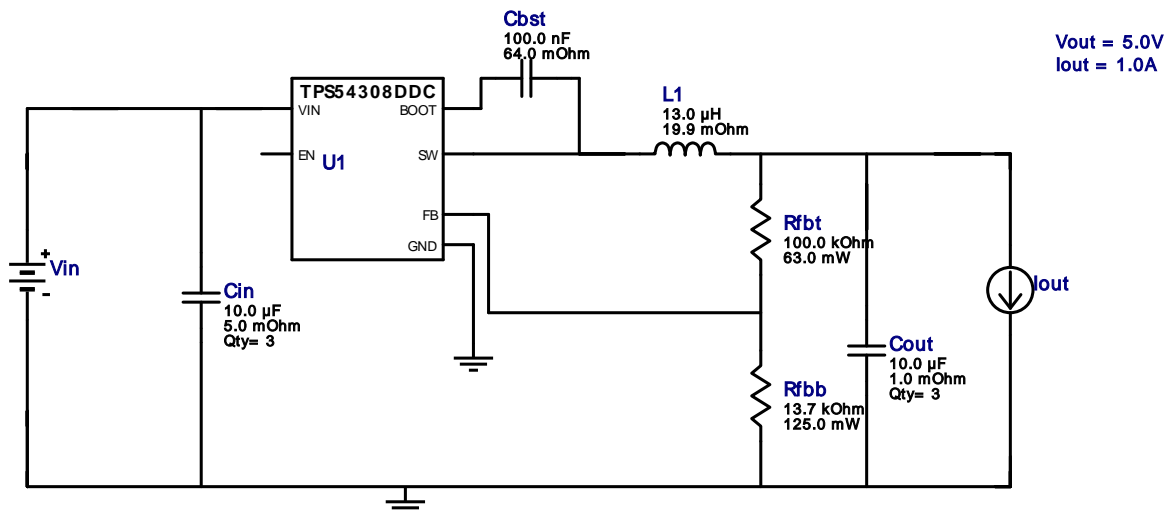 Cbst
100.0 nF
64.0 mOhm
Vout = 5.0V
Iout = 1.0A
TPS54308DDC
VIN
BOOT
EN
U1
SW
FB
GND
L1
13.0 µH
19.9 mOhm
Rfbt
100.0 kOhm
63.0 mW
+
Vin
-
Cin
10.0 µF
5.0 mOhm
Qty= 3
Iout
Cout
10.0 µF
1.0 mOhm
Qty= 3
Rfbb
13.7 kOhm
125.0 mW